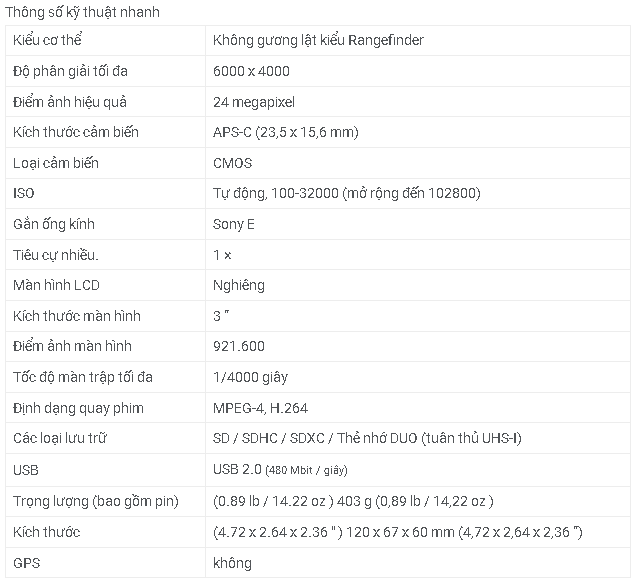 Thông số kỹ thuật nhanh
Kiểu cơ thể Không gương lật kiểu Rangefinder
Độ phân giải tối đa 6000 x 4000
Điểm ảnh hiệu quả 24 megapixel
Kích thước cảm biến APS-C (23,5 x 15,6 mm)
Loại cảm biến CMOS
ISO Tự động, 100-32000 (mở rộng đến 102800)
Gắn ống kính Sony E
Tiêu cự nhiều. 1 ×
Màn hình LCD Nghiêng
Kích thước màn hình 3 ″
Điểm ảnh màn hình 921.600
Tốc độ màn trập tối đa 1/4000 giây
Định dạng quay phim MPEG-4, H.264
Các loại lưu trữ SD / SDHC / SDXC / Thẻ nhớ DUO (tuân thủ UHS-I)
USB USB 2.0 (480 Mbit / giây)
Trọng lượng (bao gồm pin) (0.89 lb / 14.22 oz ) 403 g (0,89 lb / 14,22 oz )
Kích thước (4.72 x 2.64 x 2.36 ″ ) 120 x 67 x 60 mm (4,72 x 2,64 x 2,36 ″)
GPS không